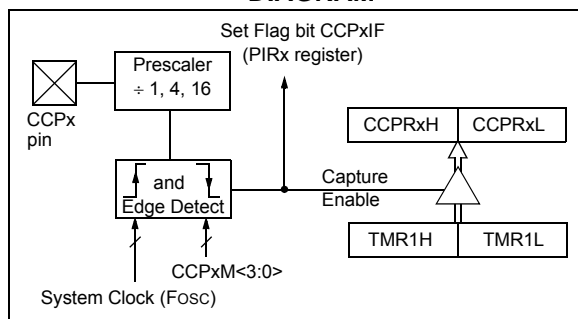 DIAGRAM
Set Flag bit CCPxIF
(PIRx register)
Prescaler
÷ 1, 4, 16
CCPx
pin
CCPRxH
CCPRxL
and
Edge Detect
Capture
Enable
TMR1H
TMR1L
CCPxM<3:0>
System Clock (FOSC)